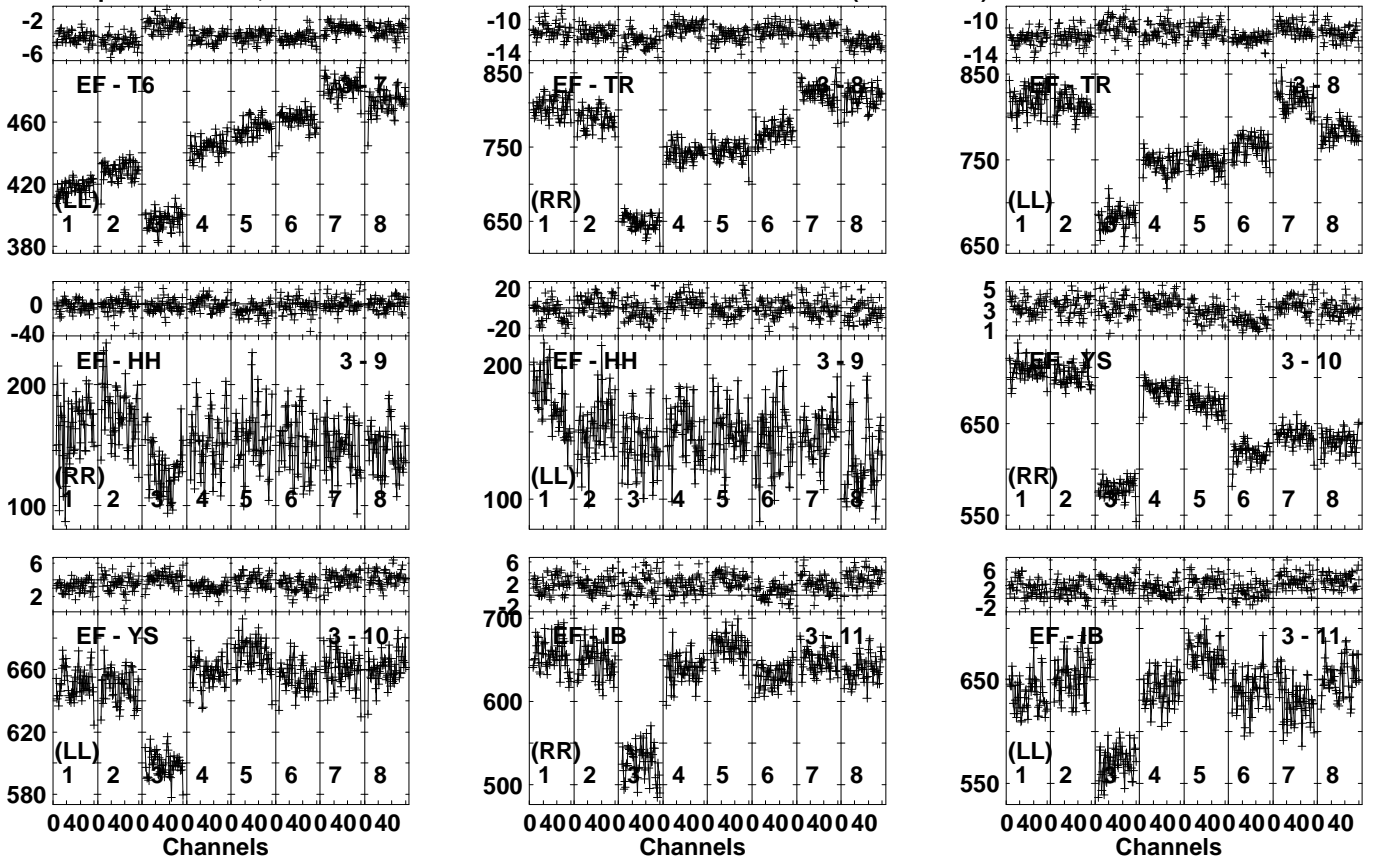 -2 -10 -10
-6 -14 -14
EF - T6 3 - 7 850 EF - TR 3 - 8 850 EF - TR 3 - 8
460 750 750
420
(LL) (RR) (LL)
1 2 3 4 5 6 7 8 650 1 2 3 4 5 6 7 8 1 2 3 4 5 6 7 8
380 650
0 20 5
-40 -20 3
1
EF - HH 3 - 9 EF - HH 3 - 9 EF - YS 3 - 10
200 200 650
(RR) (LL) (RR)
1 2 3 4 5 6 7 8 1 2 3 4 5 6 7 8 1 2 3 4 5 6 7 8
100 100 550
6 6 6
2 2 2
-2 -2
EF - YS 3 - 10 700 EF - IB 3 - 11 EF - IB 3 - 11
660 600 650
620
(LL) (RR) (LL)
1 2 3 4 5 6 7 8 1 2 3 4 5 6 7 8 1 2 3 4 5 6 7 8
580 500 550
0 40 0 40 0 40 0 40 0 40 0 40 0 40 0 40 0 40 0 40 0 40 0 40 0 40 0 40 0 40 0 40 0 40 0 40 0 40 0 40 0 40 0 40 0 40 0 40
Channels Channels Channels